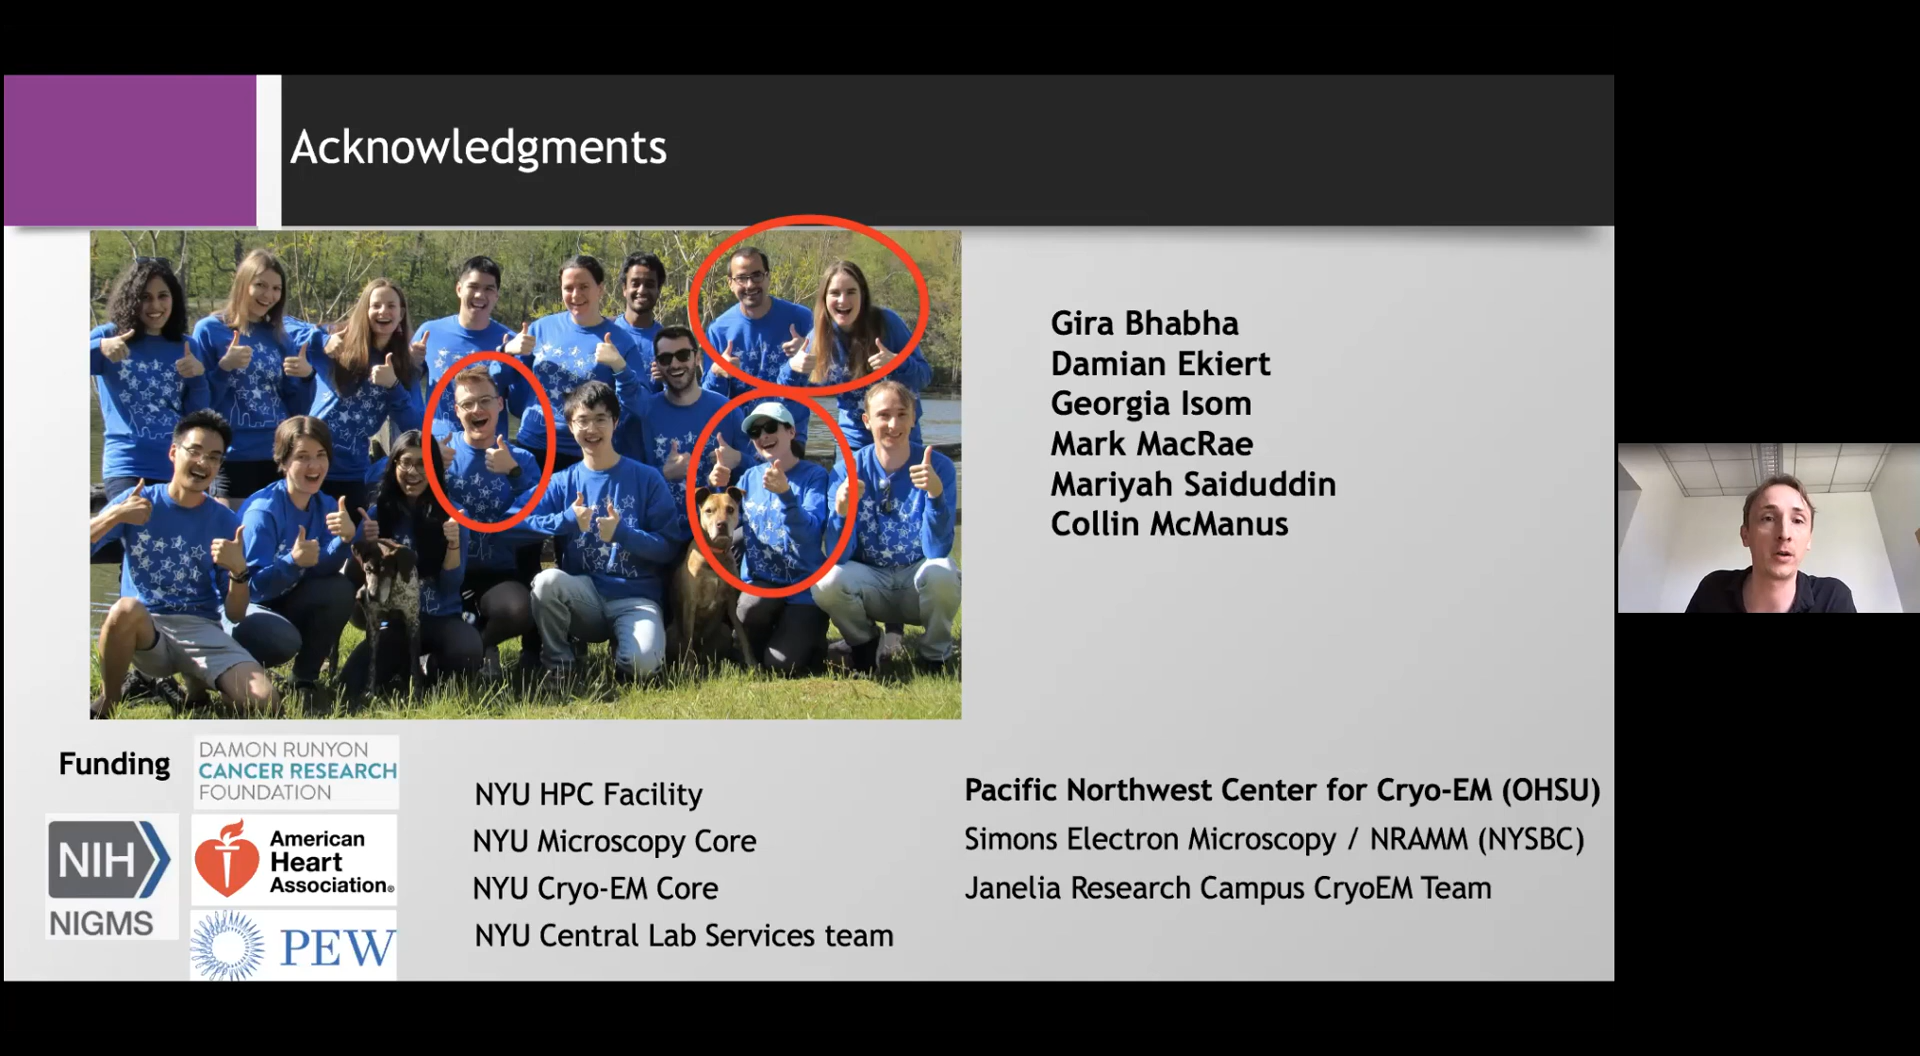 Acknowledgments
Gira Bhabha
Damian Ekiert
Georgia Isom
Mark MacRae
Mariyah Saiduddin
Collin McManus
Funding
DAMON RUNYON
CANCER RESEARCH
FOUNDATION
NIH
NIGMS
American
Heart
Association®
PEW
NYU HPC Facility
NYU Microscopy Core
NYU Cryo-EM Core
NYU Central Lab Services team
Pacific Northwest Center for Cryo-EM (OHSU)
Simons Electron Microscopy / NRAMM (NYSBC)
Janelia Research Campus CryoEM Team